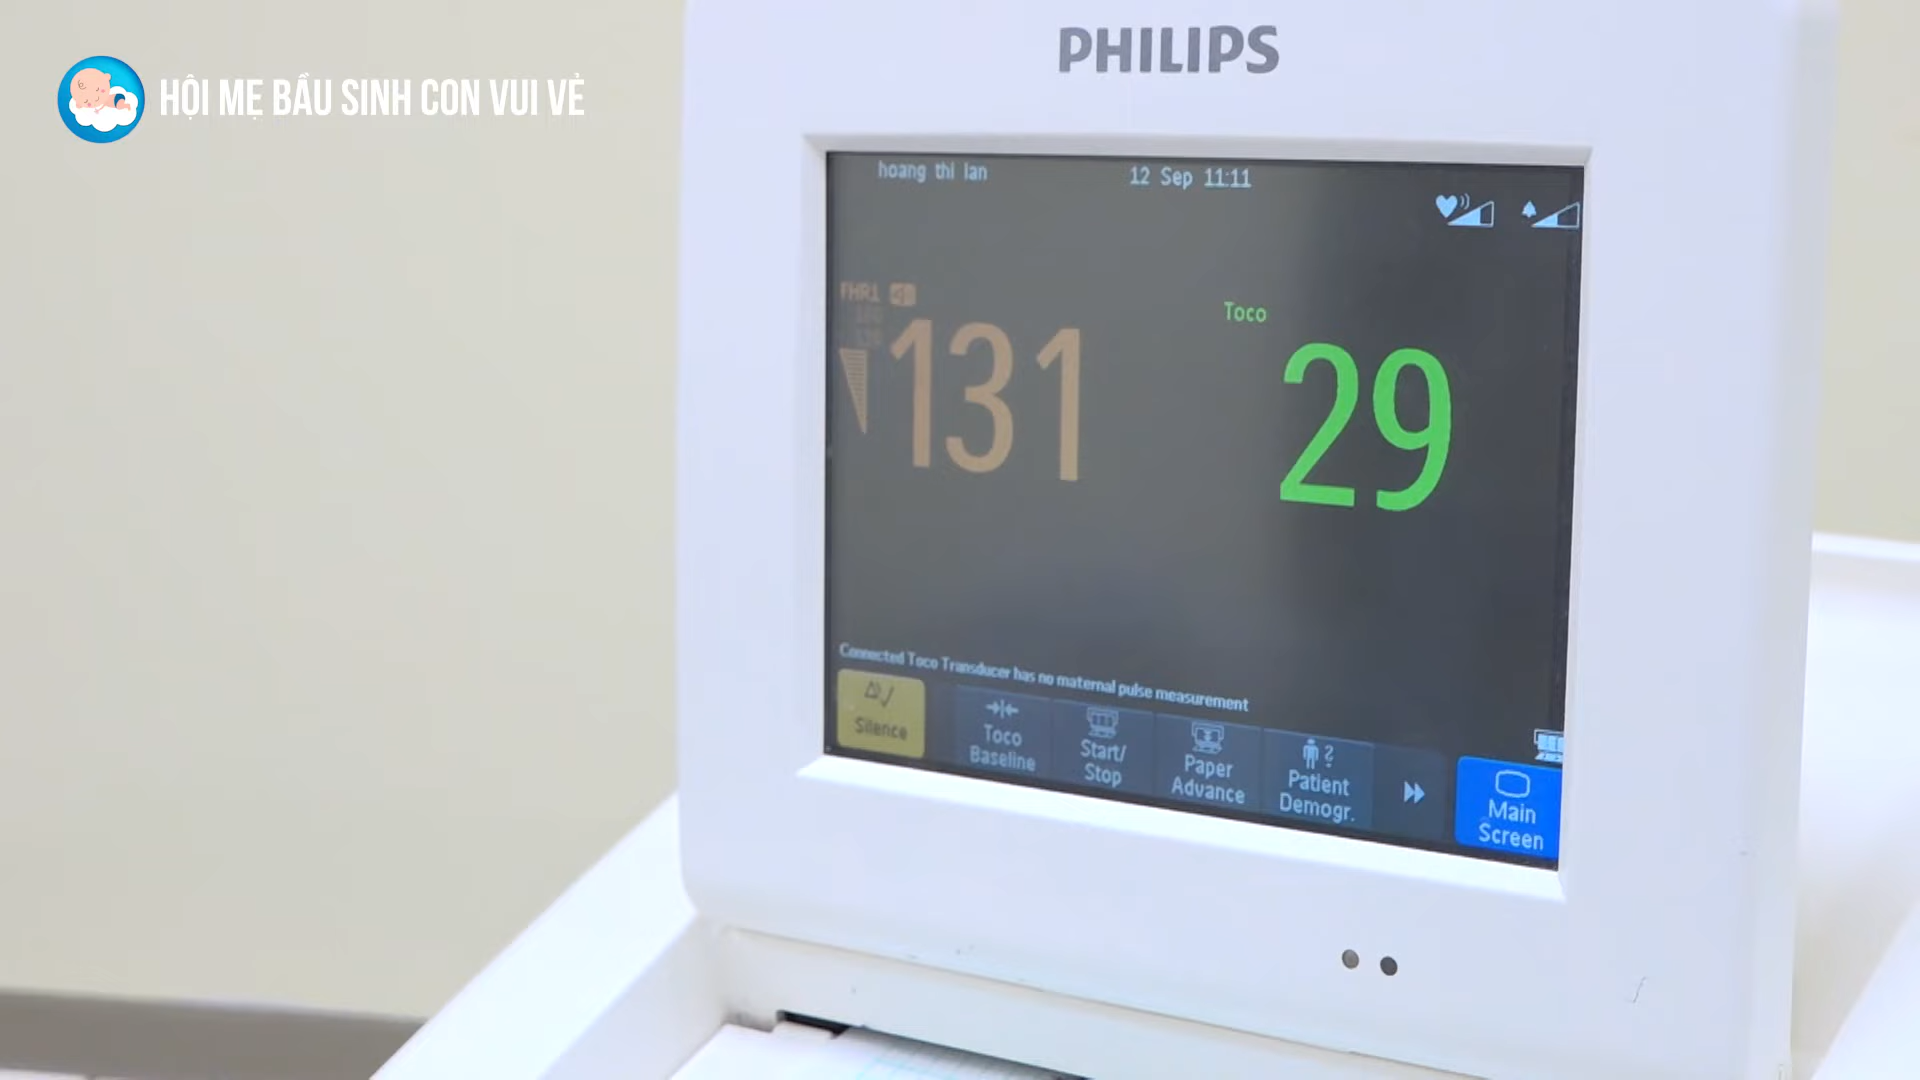 PHILIPS
HỘI MẸ BẦU SINH CON VUI VẺ
hoang thi lan
12 Sep 11:11
FHR1
131
Toco
29
Connected Toco Transducer has no maternal pulse measurement
Silence
Toco
Baseline
Start/
Stop
Paper
Advance
Patient
Demogr.
Main
Screen